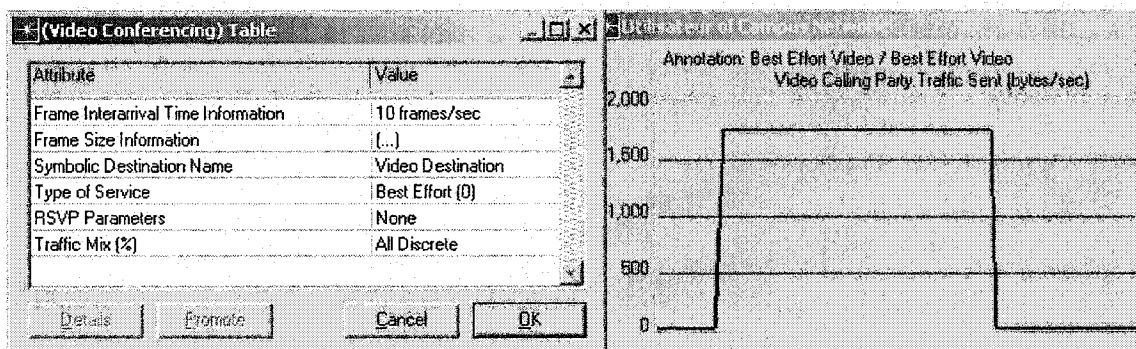 (Video Conferencing) Table
Attribute Value
Frame Interarrival Time Information 10 frames/sec
Frame Size Information (...)
Symbolic Destination Name Video Destination
Type of Service Best Effort (0)
RSVP Parameters None
Traffic Mix (%) All Discrete
Details Promote Cancel OK
of Campus Network
Annotation: Best Effort Video / Best Effort Video
Video Calling Party.Traffic Sent (bytes/sec)
2,000
1,500
1,000
500
0